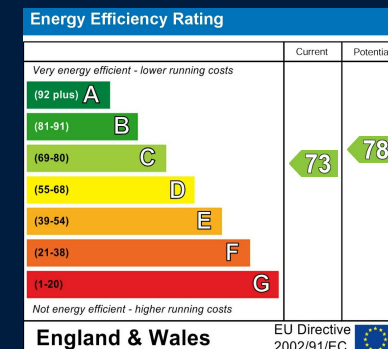 Energy Efficiency Rating
Current Potentia
Very energy efficient - lower running costs
(92 plus) A
(81-91) B
(69-80) C
(55-68) D
(39-54) E
(21-38) F
(1-20) G
73
78
Not energy efficient - higher running costs
England & Wales
EU Directive
2002/91/EC